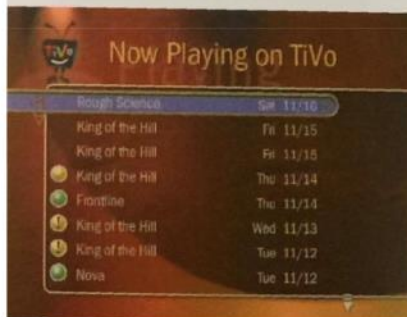 TiVo
Now Playing on TiVo
Rough Science Sat 11/16
King of the Hill Fri 11/15
King of the Hill Fri 11/15
King of the Hill Thu 11/14
Frontline Thu 11/14
King of the Hill Wed 11/13
King of the Hill Tue 11/12
Nova Tue 11/12